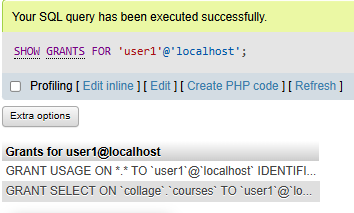 Your SQL query has been executed successfully.
SHOW GRANTS FOR 'user1'@'localhost';
Profiling [ Edit inline ] [ Edit ] [ Create PHP code ] [ Refresh ]
Extra options
Grants for user1@localhost
GRANT USAGE ON *.* TO `user1`@`localhost` IDENTIFI...
GRANT SELECT ON `collage`.`courses` TO `user1`@`lo...